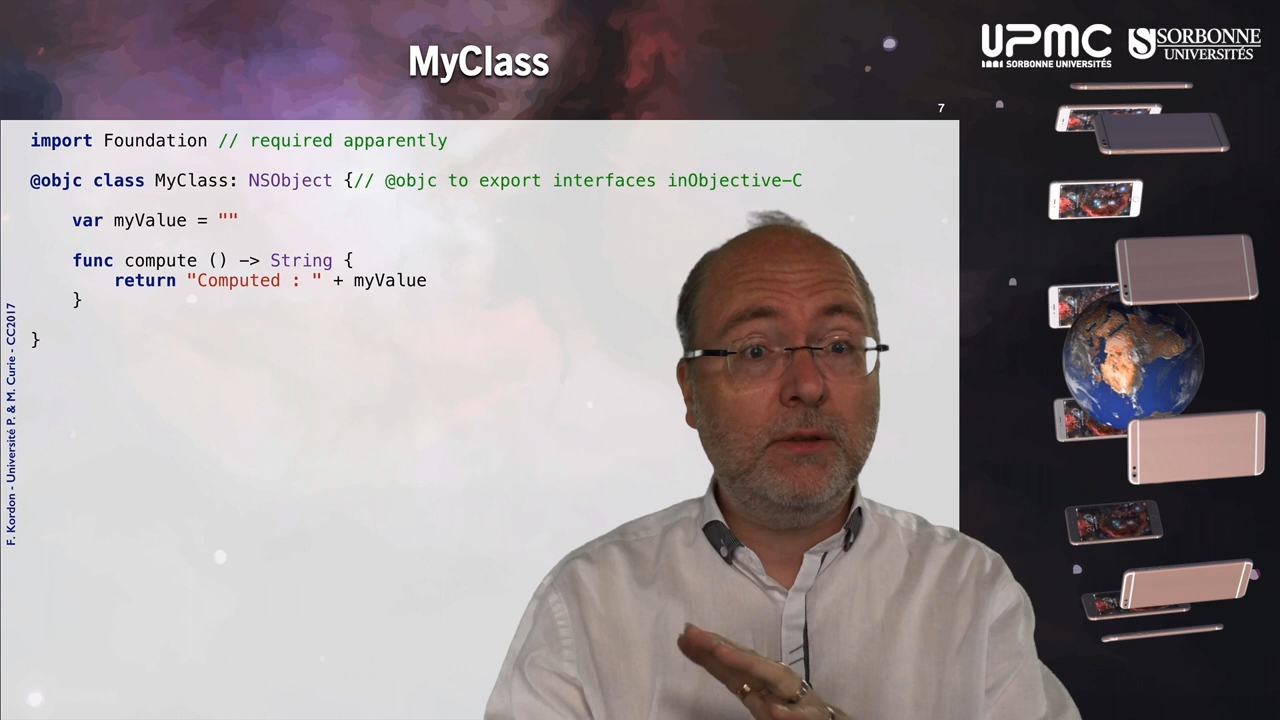 MyClass
UPMC
SORBONNE UNIVERSITÉS
SORBONNE
UNIVERSITÉS
7
import Foundation // required apparently
@objc class MyClass: NSObject {// @objc to export interfaces inObjective-C
var myValue = ""
func compute () -> String {
return "Computed : " + myValue
}
}
F. Kordon - Université P. & M. Curie - CC2017